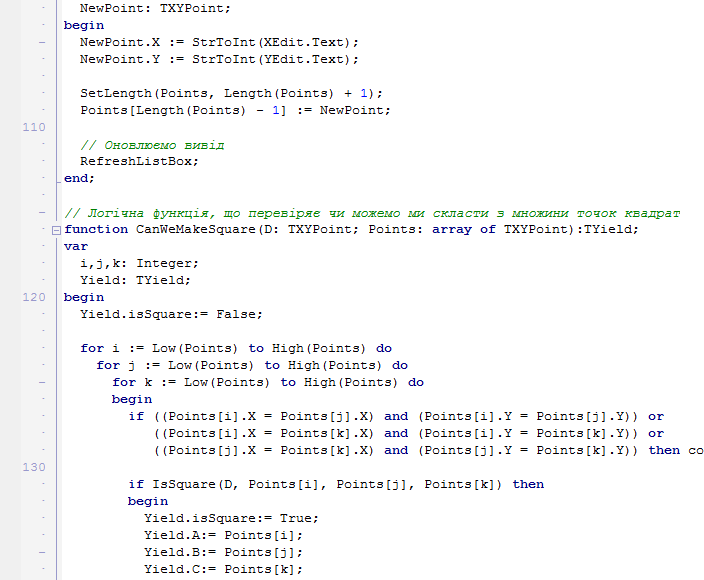 NewPoint: TXYPoint;
begin
NewPoint.X := StrToInt(XEdit.Text);
NewPoint.Y := StrToInt(YEdit.Text);
SetLength(Points, Length(Points) + 1);
Points[Length(Points) - 1] := NewPoint;
110
// Оновлюемо вивід
RefreshListBox;
end;
// Логічна функція, що перевіряє чи можемо ми скласти з множини точок квадрат
function CanWeMakeSquare(D: TXYPoint; Points: array of TXYPoint):TYield;
var
i,j,k: Integer;
Yield: TYield;
120 begin
Yield.isSquare:= False;
for i := Low(Points) to High(Points) do
for j := Low(Points) to High(Points) do
for k := Low(Points) to High(Points) do
begin
if ((Points[i].X = Points[j].X) and (Points[i].Y = Points[j].Y)) or
((Points[i].X = Points[k].X) and (Points[i].Y = Points[k].Y)) or
((Points[j].X = Points[k].X) and (Points[j].Y = Points[k].Y)) then co
130
if IsSquare(D, Points[i], Points[j], Points[k]) then
begin
Yield.isSquare:= True;
Yield.A:= Points[i];
Yield.B:= Points[j];
Yield.C:= Points[k];